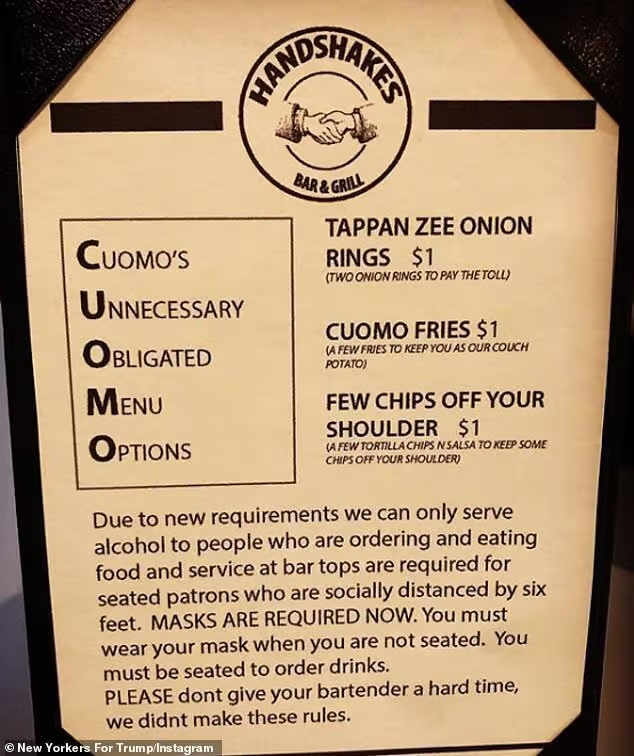 HANDSHAKES
BAR & GRILL
CUOMO'S
UNNECESSARY
OBLIGATED
MENU
OPTIONS
TAPPAN ZEE ONION
RINGS $1
(TWO ONION RINGS TO PAY THE TOLL)
CUOMO FRIES $1
(A FEW FRIES TO KEEP YOU AS OUR COUCH
POTATO)
FEW CHIPS OFF YOUR
SHOULDER $1
(A FEW TORTILLA CHIPS N SALSA TO KEEP SOME
CHIPS OFF YOUR SHOULDER)
Due to new requirements we can only serve
alcohol to people who are ordering and eating
food and service at bar tops are required for
seated patrons who are socially distanced by six
feet. MASKS ARE REQUIRED NOW. You must
wear your mask when you are not seated. You
must be seated to order drinks.
PLEASE dont give your bartender a hard time,
we didnt make these rules.
© New Yorkers For Trump/Instagram